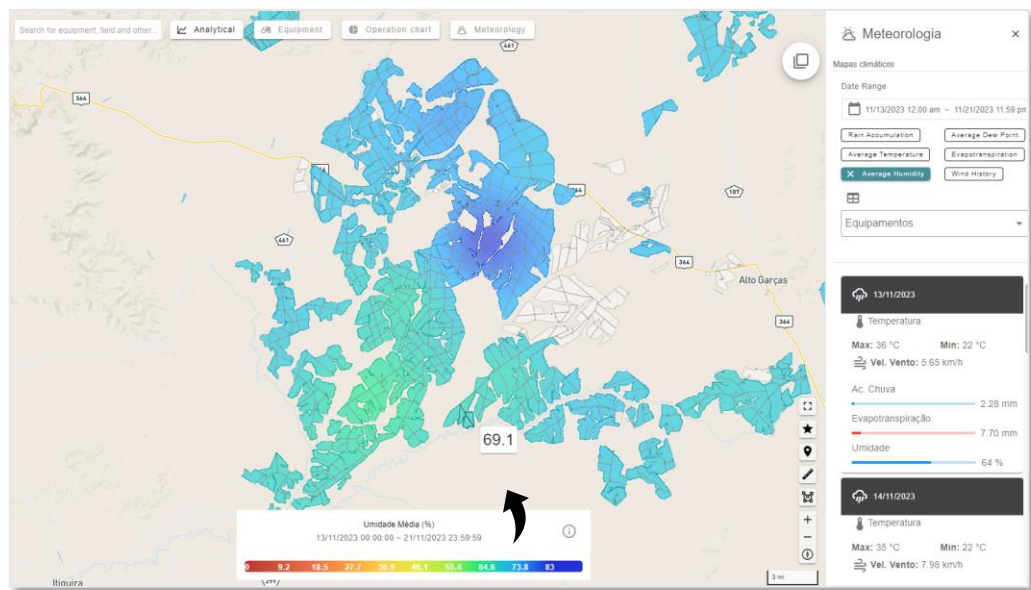 Search for equipment, field and other...
Analytical
Equipment
Operation chart
Meteorology
461
364
364
107
461
364
Alto Garças
364
69.1
Umidade Média (%)
13/11/2023 00:00:00 ~ 21/11/2023 23:59:59
0 9.2 18.5 27.7 36.9 46.1 55.4 64.6 73.8 83
Itiquira
299
3 mi
Meteorologia
Mapas climáticos
Date Range
11/13/2023 12:00 am ~ 11/21/2023 11:59 pm
Rain Accumulation
Average Dew Point
Average Temperature
Evapotranspiration
Average Humidity
Wind History
Equipamentos
13/11/2023
Temperatura
Max: 36 °C Min: 22 °C
Vel. Vento: 5.65 km/h
Ac. Chuva
2.28 mm
Evapotranspiração
7.70 mm
Umidade
64 %
14/11/2023
Temperatura
Max: 35 °C Min: 22 °C
Vel. Vento: 7.98 km/h